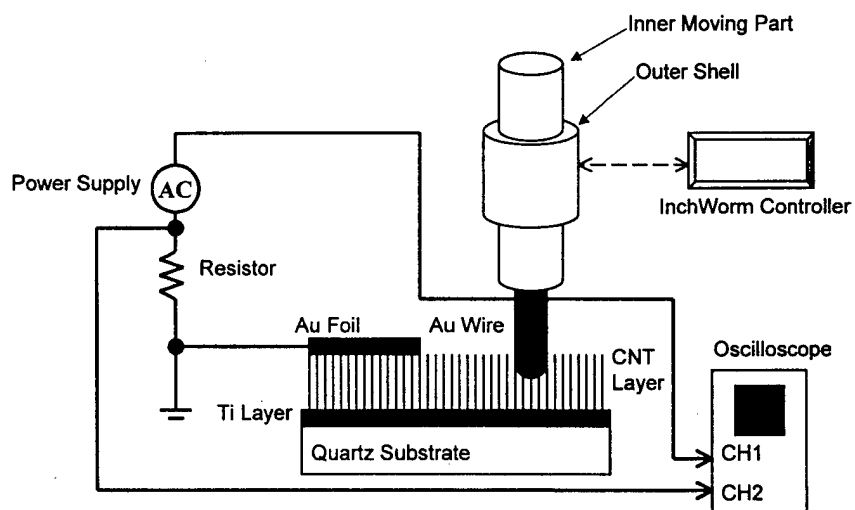 Inner Moving Part
Outer Shell
Power Supply
AC
InchWorm Controller
Resistor
Au Foil
Au Wire
CNT
Layer
Oscilloscope
Ti Layer
Quartz Substrate
CH1
CH2